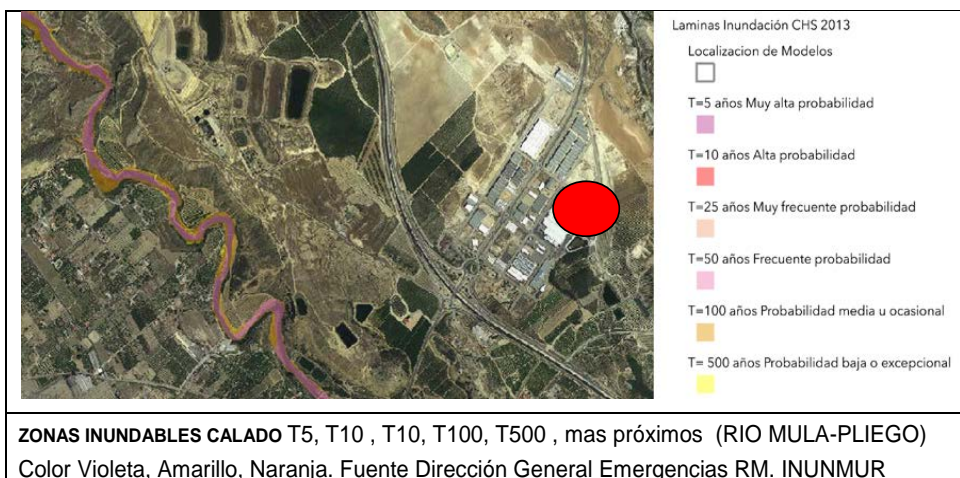 Laminas Inundación CHS 2013
Localizacion de Modelos
T=5 años Muy alta probabilidad
T=10 años Alta probabilidad
T=25 años Muy frecuente probabilidad
T=50 años Frecuente probabilidad
T=100 años Probabilidad media u ocasional
T= 500 años Probabilidad baja o excepcional
ZONAS INUNDABLES CALADO T5, T10 , T10, T100, T500 , mas próximos (RIO MULA-PLIEGO)
Color Violeta, Amarillo, Naranja. Fuente Dirección General Emergencias RM. INUNMUR